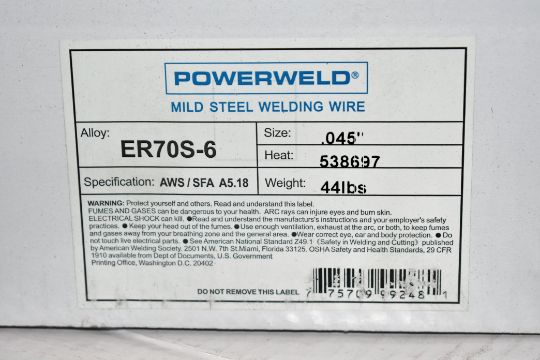 POWERWELD®
MILD STEEL WELDING WIRE
Alloy:
ER70S-6
Size: .045"
Heat: 538697
Specification: AWS / SFA A5.18
Weight: 44lbs
WARNING: Protect yourself and others. Read and understand this label.
FUMES AND GASES can be dangerous to your health. ARC rays can injure eyes and burn skin.
ELECTRICAL SHOCK can kill. ●Read and understand the manufacturs's instructions and your employer's safety
practices. ● Keep your head out of the fumes. ●Use enough ventilation, exhaust at the arc, or both, to keep fumes
and gases away from your breathing zone and the general area. ●Wear correct eye, ear and body protection. ● Do
not touch live electrical parts. ● See American National Standard Z49.1《Safety in Welding and Cutting》published
by American Welding Society. 2501 N.W. 7th St.Miami, Florida 33125. OSHA Safety and Health Standards, 29 CFR
1910 available from Dept of Documents, U.S. Government
Printing Office, Washington D.C. 20402
DO NOT REMOVE THIS LABEL
7 75709 99248 1